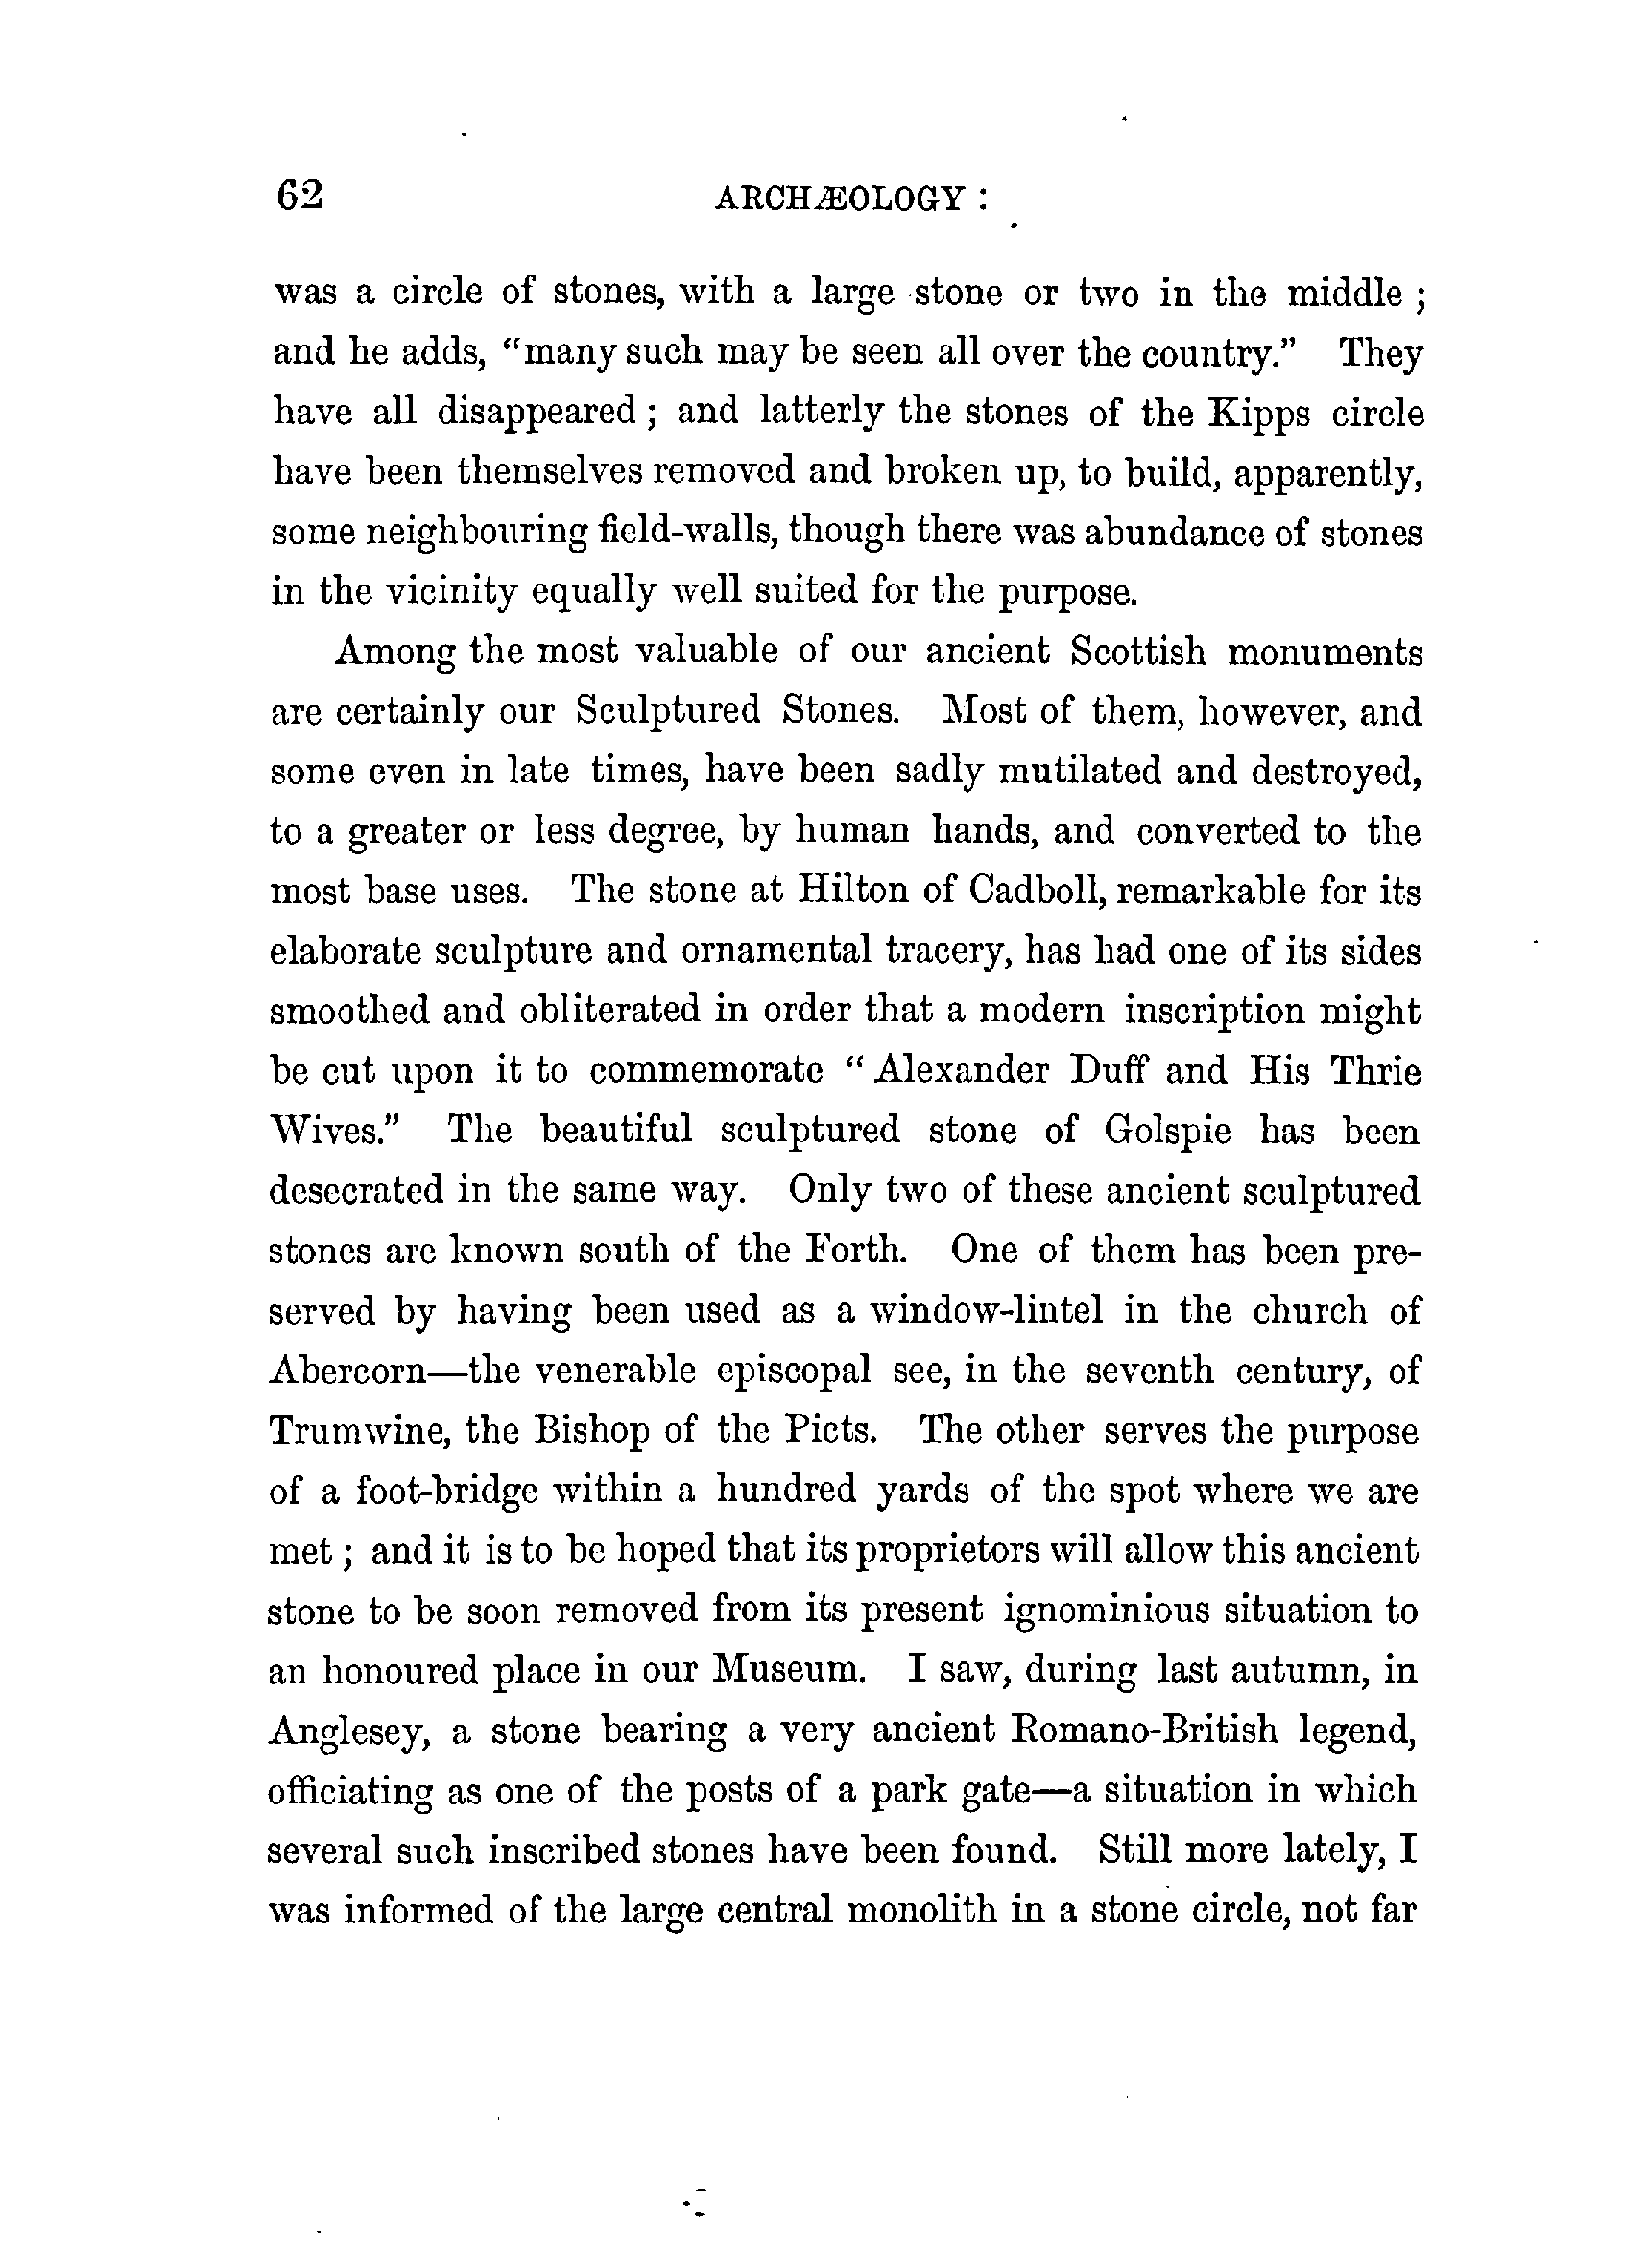 62 ARCHÆOLOGY :
was a circle of stones, with a large stone or two in the middle ;
and he adds, "many such may be seen all over the country." They
have all disappeared ; and latterly the stones of the Kipps circle
have been themselves removed and broken up, to build, apparently,
some neighbouring field-walls, though there was abundance of stones
in the vicinity equally well suited for the purpose.
Among the most valuable of our ancient Scottish monuments
are certainly our Sculptured Stones. Most of them, however, and
some even in late times, have been sadly mutilated and destroyed,
to a greater or less degree, by human hands, and converted to the
most base uses. The stone at Hilton of Cadboll, remarkable for its
elaborate sculpture and ornamental tracery, has had one of its sides
smoothed and obliterated in order that a modern inscription might
be cut upon it to commemorate " Alexander Duff and His Thrie
Wives." The beautiful sculptured stone of Golspie has been
desecrated in the same way. Only two of these ancient sculptured
stones are known south of the Forth. One of them has been pre-
served by having been used as a window-lintel in the church of
Abercorn—the venerable episcopal see, in the seventh century, of
Trumwine, the Bishop of the Picts. The other serves the purpose
of a foot-bridge within a hundred yards of the spot where we are
met ; and it is to be hoped that its proprietors will allow this ancient
stone to be soon removed from its present ignominious situation to
an honoured place in our Museum. I saw, during last autumn, in
Anglesey, a stone bearing a very ancient Romano-British legend,
officiating as one of the posts of a park gate—a situation in which
several such inscribed stones have been found. Still more lately, I
was informed of the large central monolith in a stone circle, not far